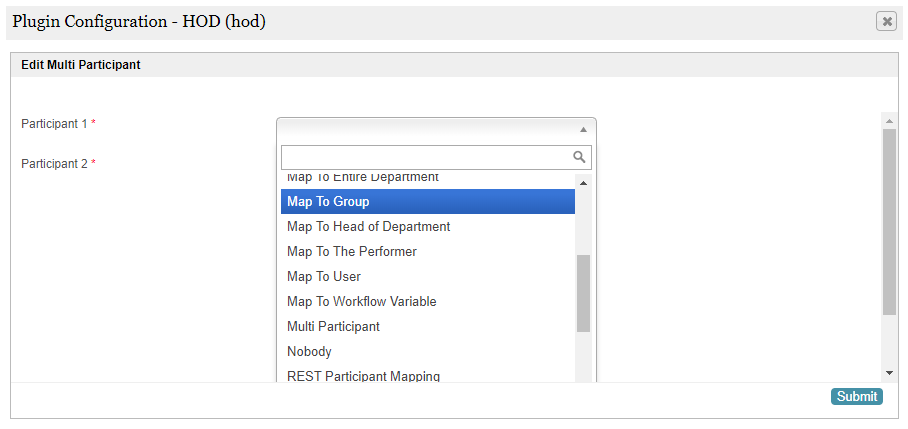 Plugin Configuration - HOD (hod)
Edit Multi Participant
Participant 1 *
Participant 2 *
Map To Entire Department
Map To Group
Map To Head of Department
Map To The Performer
Map To User
Map To Workflow Variable
Multi Participant
Nobody
REST Participant Mapping
Submit